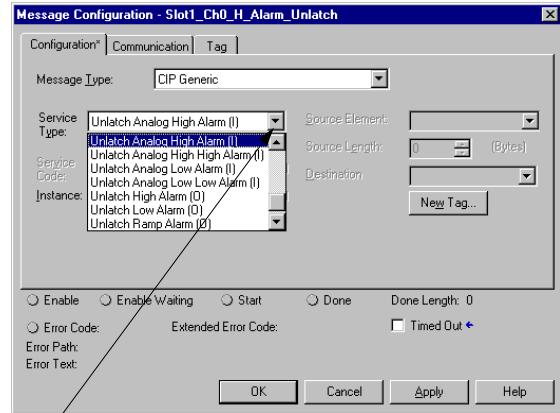 Message Configuration - Slot1_Ch0_H_Alarm_Unlatch
Configuration* Communication Tag
Message Type: CIP Generic
Service Type: Unlatch Analog High Alarm (I)
Source Element:
Unlatch Analog High Alarm (I)
Source Length: 0 (Bytes)
Unlatch Analog High High Alarm (I)
Service Code:
Unlatch Analog Low Alarm (I)
Destination
Unlatch Analog Low Low Alarm (I)
Instance:
Unlatch High Alarm (O)
New Tag...
Unlatch Low Alarm (O)
Unlatch Ramp Alarm (O)
Enable Enable Waiting Start Done Done Length: 0
Error Code: Extended Error Code: Timed Out
Error Path:
Error Text:
OK Cancel Apply Help